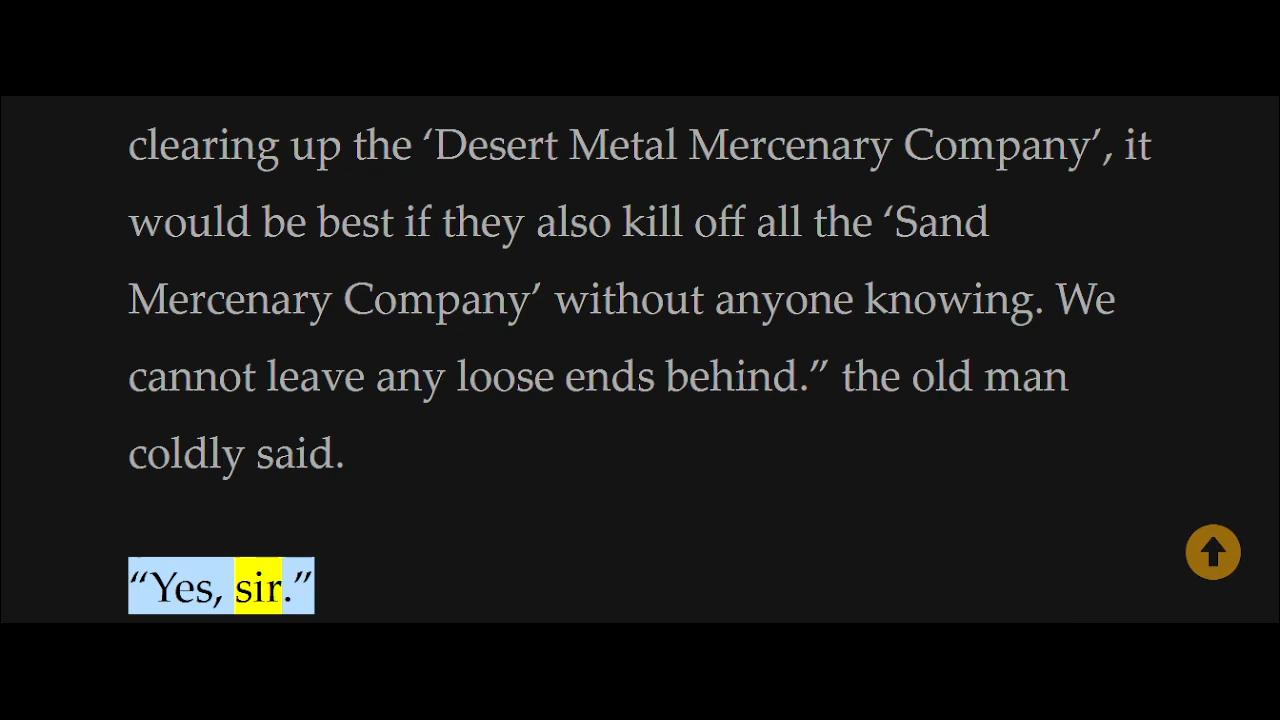 clearing up the ‘Desert Metal Mercenary Company’, it
would be best if they also kill off all the ‘Sand
Mercenary Company’ without anyone knowing. We
cannot leave any loose ends behind.” the old man
coldly said.
“Yes, sir.”